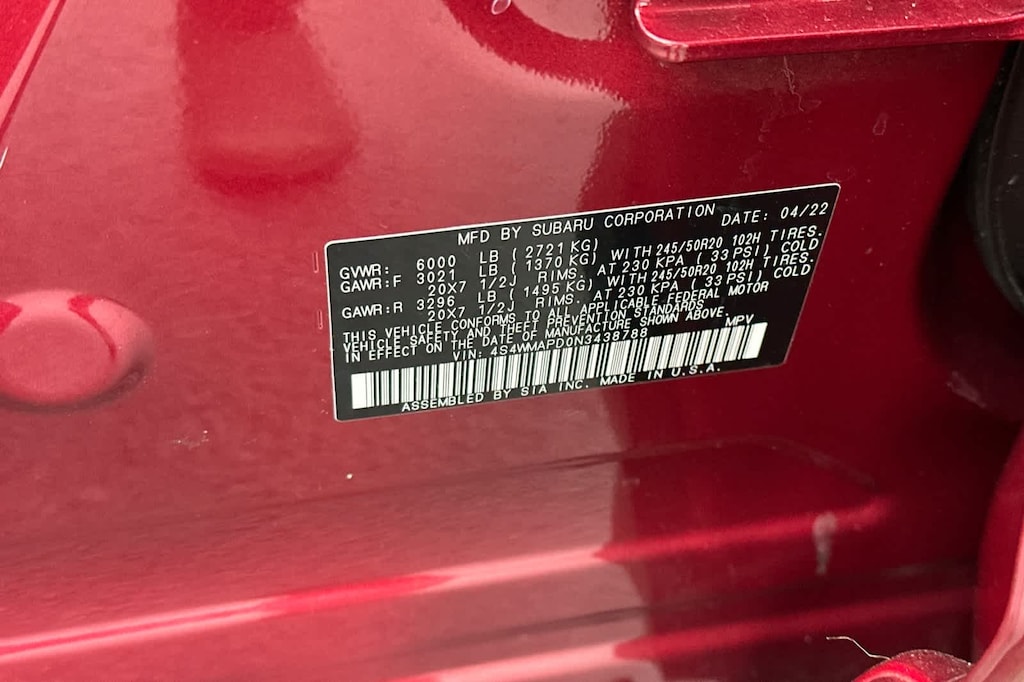 MFD BY SUBARU CORPORATION DATE: 04/22
GVWR: 6000 LB ( 2721 KG)
GAWR:F 3021 LB ( 1370 KG) WITH 245/50R20 102H TIRES.
20X7 1/2J RIMS. AT 230 KPA ( 33 PSI) COLD
GAWR:R 3296 LB ( 1495 KG) WITH 245/50R20 102H TIRES.
20X7 1/2J RIMS. AT 230 KPA ( 33 PSI) COLD
THIS VEHICLE CONFORMS TO ALL APPLICABLE FEDERAL MOTOR
VEHICLE SAFETY AND THEFT PREVENTION STANDARDS
IN EFFECT ON THE DATE OF MANUFACTURE SHOWN ABOVE.
VIN: 4S4WMAPD0N3438788 MPV
ASSEMBLED BY SIA INC. MADE IN U.S.A.